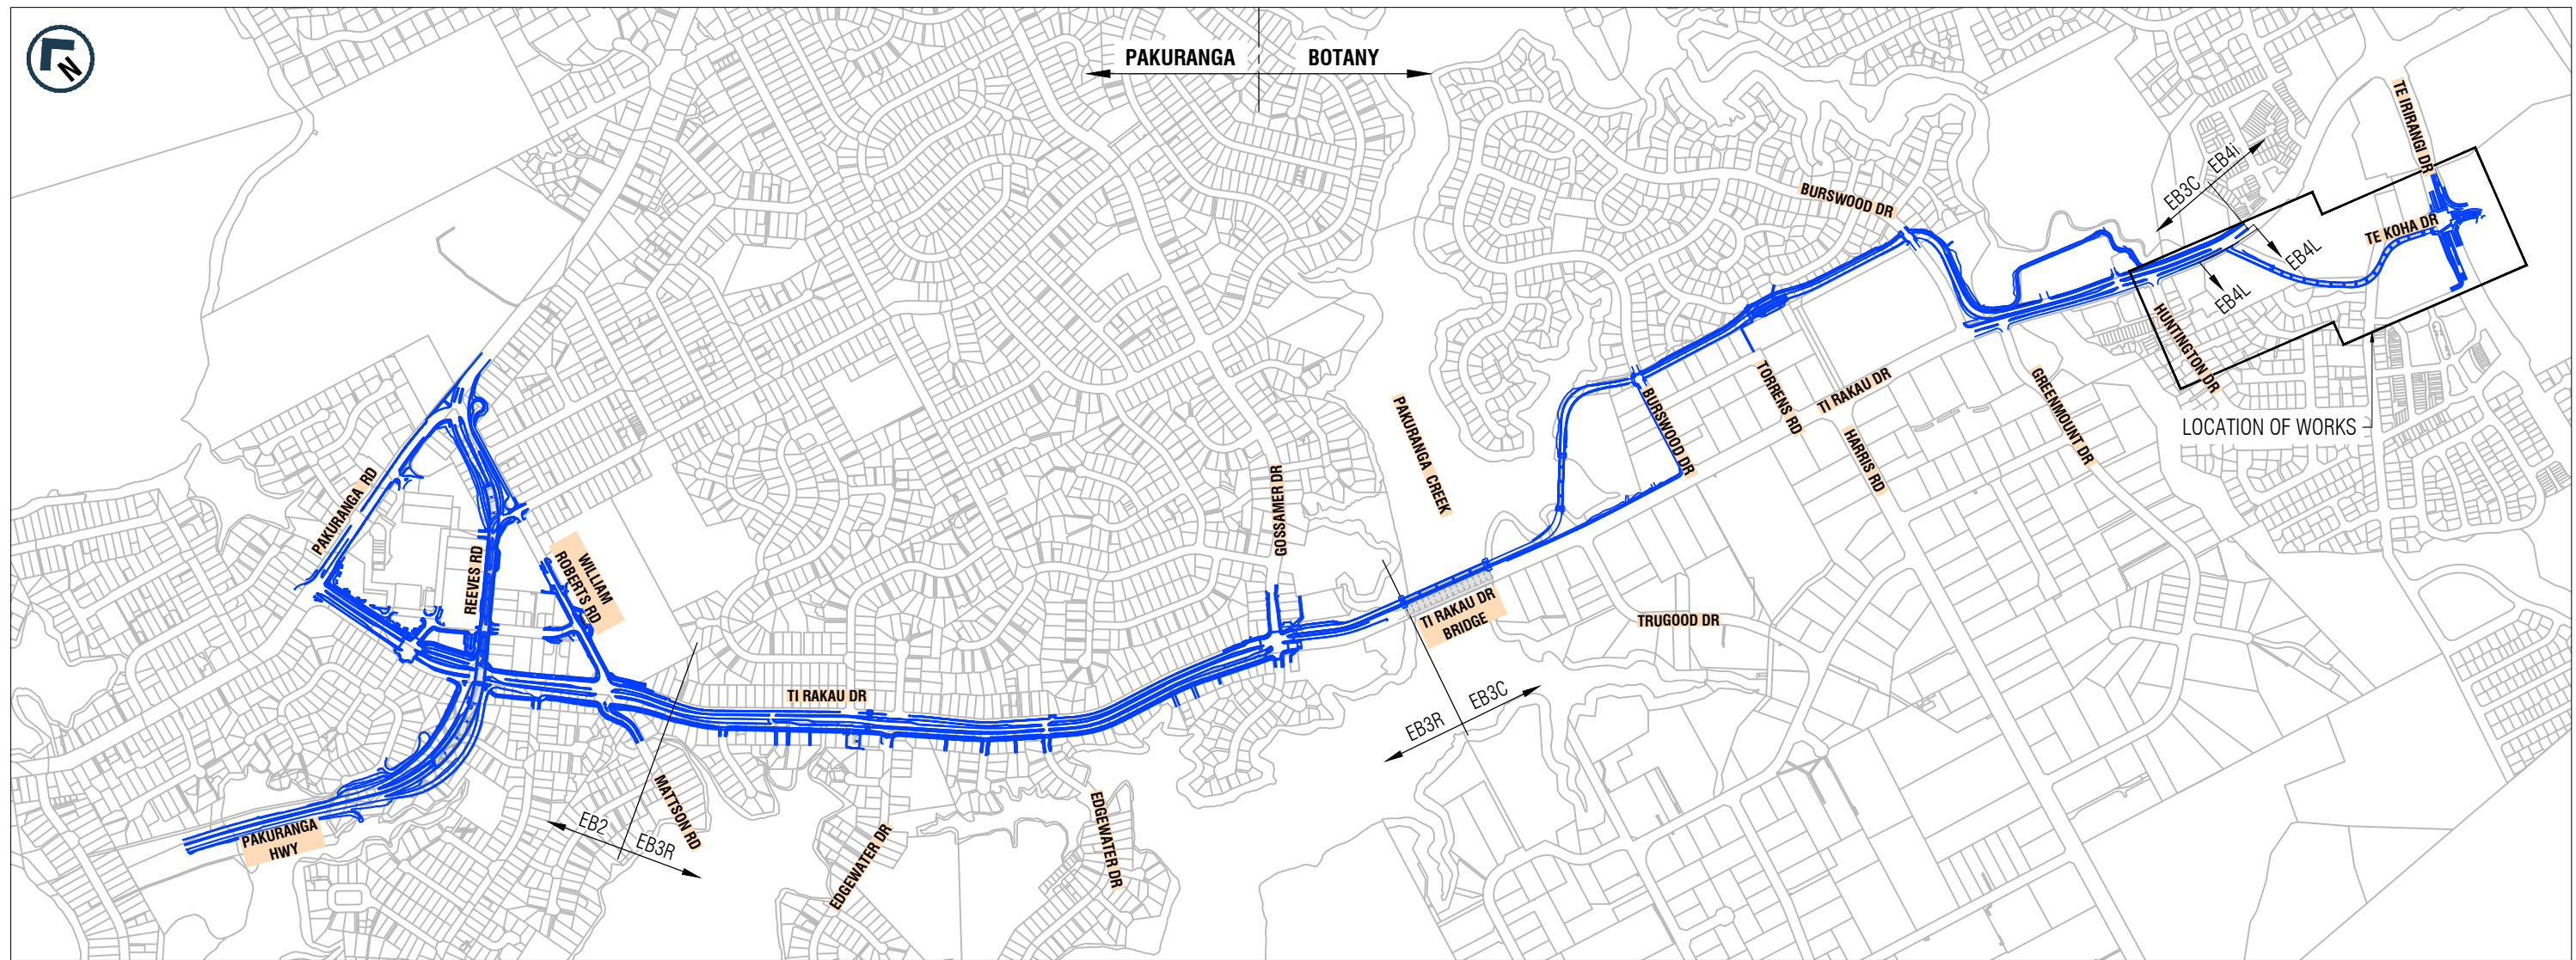 N
PAKURANGA
BOTANY
TE IRIRANGI DR
EB3C
EB4i
BURSWOOD DR
TE KOHA DR
EB4L
EB4L
HUNTINGTON DR
LOCATION OF WORKS
PAKURANGA CREEK
BURSWOOD DR
TORRENS RD
TI RAKAU DR
HARRIS RD
GREENMOUNT DR
PAKURANGA RD
REEVES RD
WILLIAM
ROBERTS RD
GOSSAMER DR
TI RAKAU DR
BRIDGE
TRUGOOD DR
TI RAKAU DR
EB3R
EB3C
PAKURANGA
HWY
EB2
EB3R
MATTSON RD
EDGEWATER DR
EDGEWATER DR